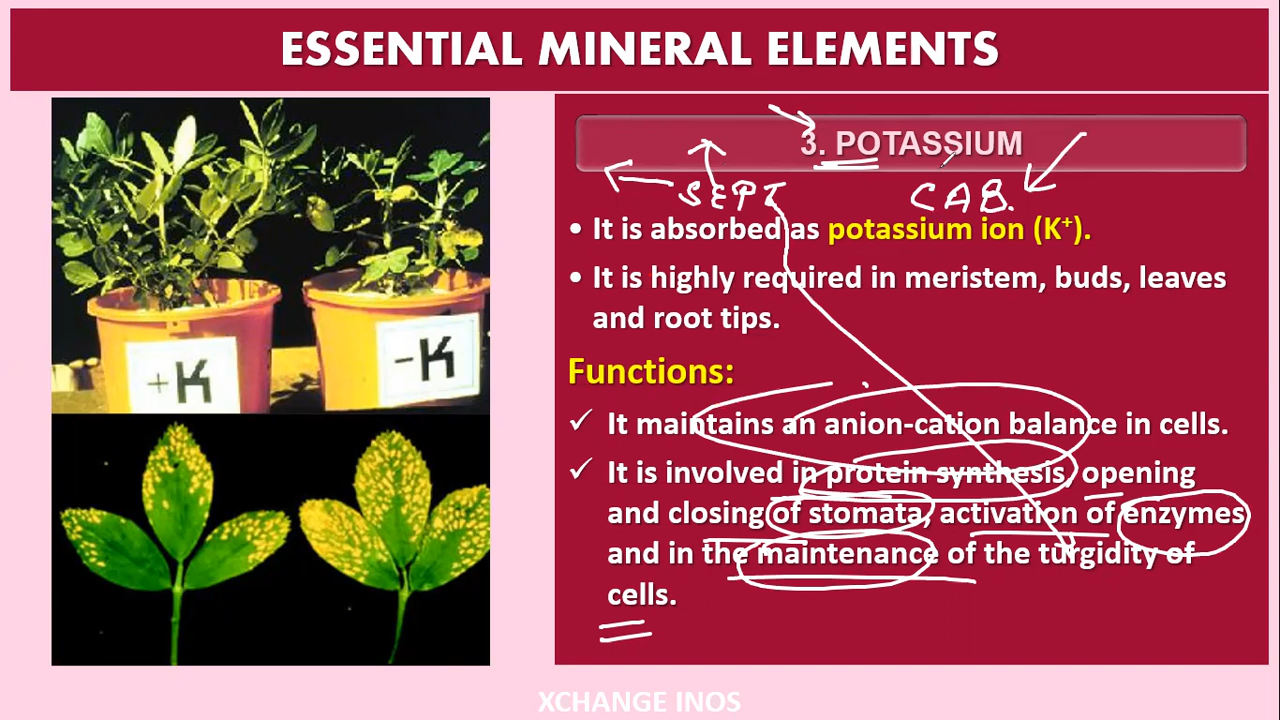 ESSENTIAL MINERAL ELEMENTS
3. POTASSIUM
SEPT CAB.
• It is absorbed as potassium ion (K⁺).
• It is highly required in meristem, buds, leaves
and root tips.
Functions:
✓ It maintains an anion-cation balance in cells.
✓ It is involved in protein synthesis, opening
and closing of stomata, activation of enzymes
and in the maintenance of the turgidity of
cells.
+K
-K
XCHANGE INOS